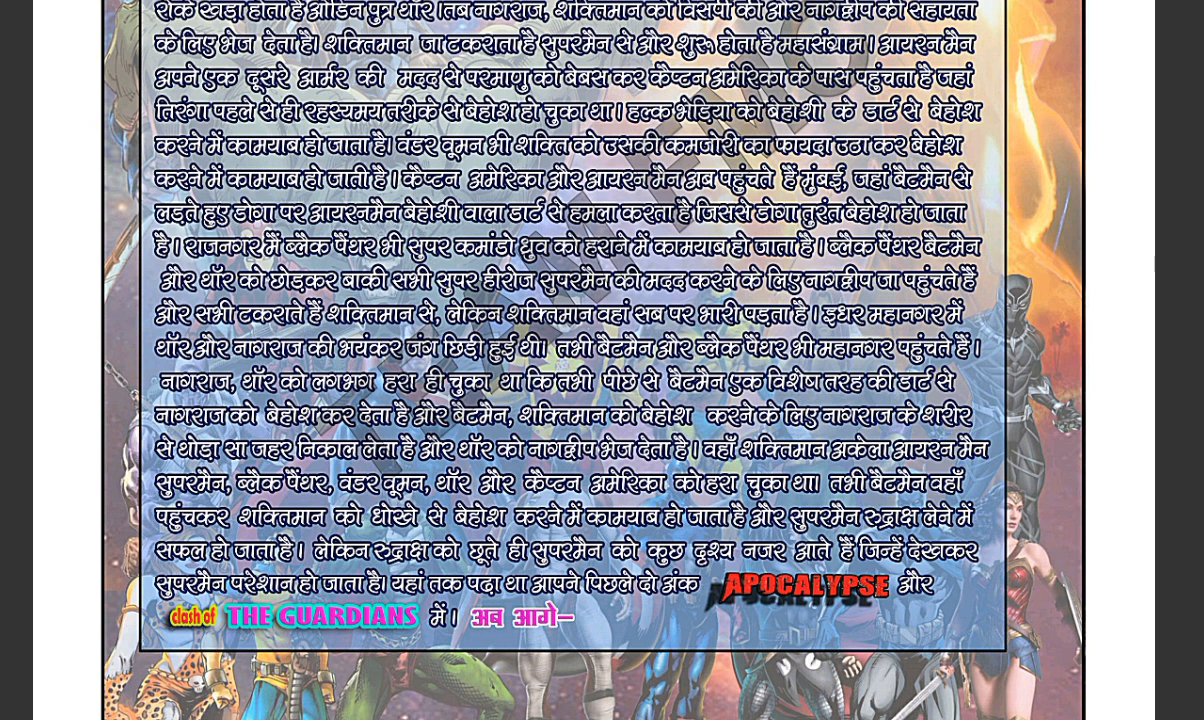 रोके खड़ा होता है ओडिन पुत्र थॉर।तब नागराज, शक्तिमान को विसर्पी की और नागद्वीप की सहायता
के लिए भेज देता है। शक्तिमान जा टकराता है सुपरमैन से और शुरू होता है महासंग्राम। आयरन मैन
अपने एक दूसरे आर्मर की मदद से परमाणु को बेबस कर कैप्टन अमेरिका के पास पहुंचता है जहां
तिरंगा पहले से ही रहस्यमय तरीके से बेहोश हो चुका था। हल्क भेड़िया को बेहोशी के डार्ट से बेहोश
करने में कामयाब हो जाता है। वंडर वूमन भी शक्ति को उसकी कमजोरी का फायदा उठा कर बेहोश
करने में कामयाब हो जाती है। कैप्टन अमेरिका और आयरन मैन अब पहुंचते हैं मुंबई, जहां बैटमैन से
लड़ते हुए डोगा पर आयरनमैन बेहोशी वाला डार्ट से हमला करता है जिससे डोगा तुरंत बेहोश हो जाता
है। राजनगर मैं ब्लैक पैंथर भी सुपर कमांडो ध्रुव को हराने में कामयाब हो जाता है। ब्लैक पैंथर बैटमैन
और थॉर को छोड़कर बाकी सभी सुपर हीरोज सुपरमैन की मदद करने के लिए नागद्वीप जा पहुंचते हैं
और सभी टकराते हैं शक्तिमान से, लेकिन शक्तिमान वहां सब पर भारी पड़ता है। इधर महानगर में
थॉर और नागराज की भयंकर जंग छिड़ी हुई थी। तभी बैटमैन और ब्लैक पैंथर भी महानगर पहुंचते हैं।
नागराज, थॉर को लगभग हरा ही चुका था कि तभी पीछे से बैटमैन एक विशेष तरह की डार्ट से
नागराज को बेहोश कर देता है और बैटमैन, शक्तिमान को बेहोश करने के लिए नागराज के शरीर
से थोड़ा सा जहर निकाल लेता है और थॉर को नागद्वीप भेज देता है। वहाँ शक्तिमान अकेला आयरन मैन
सुपरमैन, ब्लैक पैंथर, वंडर वूमन, थॉर और कैप्टन अमेरिका को हरा चुका था। तभी बैटमैन वहाँ
पहुंचकर शक्तिमान को धोखे से बेहोश करने में कामयाब हो जाता है और सुपरमैन रुद्राक्ष लेने में
सफल हो जाता है। लेकिन रुद्राक्ष को छूते ही सुपरमैन को कुछ दृश्य नजर आते हैं जिन्हें देखकर
सुपरमैन परेशान हो जाता है। यहां तक पढ़ा था आपने पिछले दो अंक APOCALYPSE और
clash of THE GUARDIANS में। अब आगे-